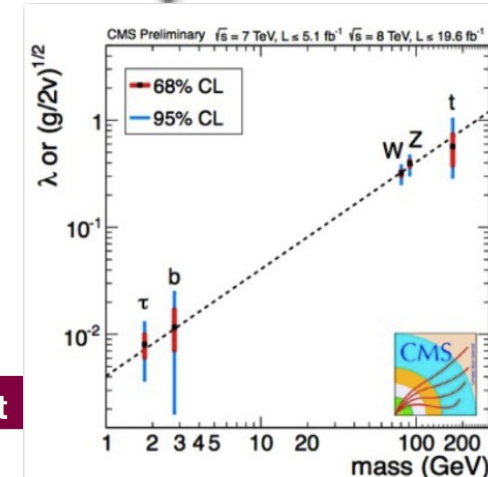 CMS Preliminary √s = 7 TeV, L ≤ 5.1 fb⁻¹ √s = 8 TeV, L ≤ 19.6 fb⁻¹
λ or (g/2v)^1/2
68% CL
95% CL
t
W Z
1
10⁻¹
b
τ
10⁻²
CMS
t
1 2 3 4 5 10 20 100 200
mass (GeV)